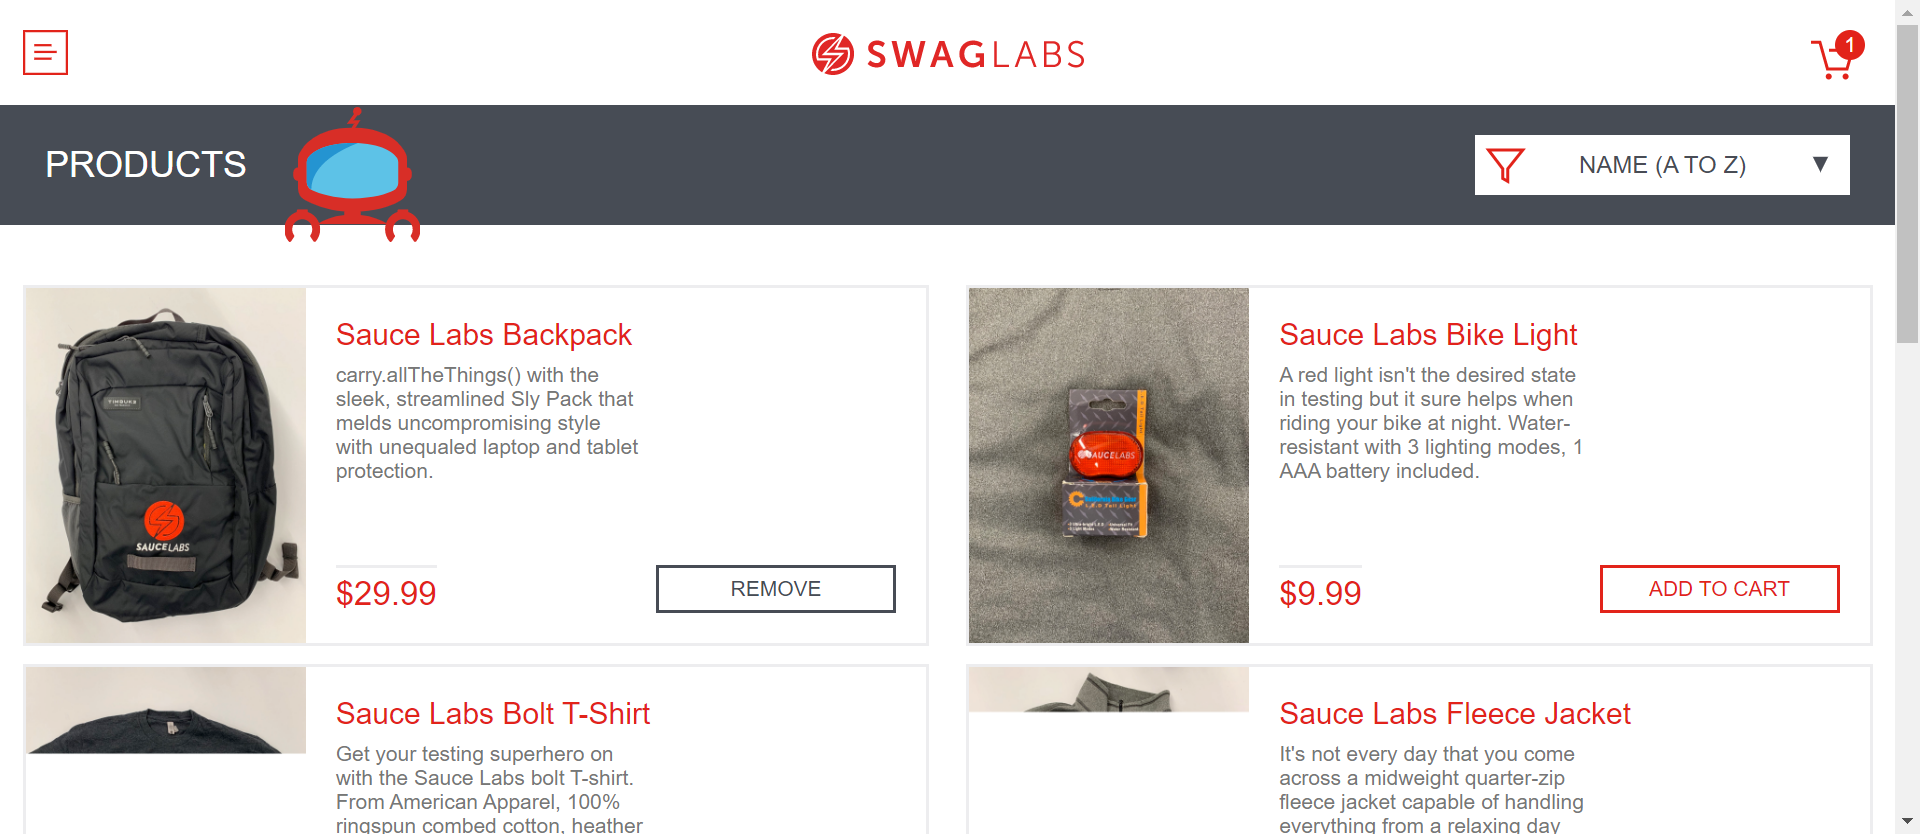 SWAGLABS
1
PRODUCTS
NAME (A TO Z)
Sauce Labs Backpack
carry.allTheThings() with the
sleek, streamlined Sly Pack that
melds uncompromising style
with unequaled laptop and tablet
protection.
$29.99
REMOVE
TIMBUK2
SAUCELABS
Sauce Labs Bike Light
A red light isn't the desired state
in testing but it sure helps when
riding your bike at night. Water-
resistant with 3 lighting modes, 1
AAA battery included.
$9.99
ADD TO CART
SAUCELABS
L.E.D Tail Light
Sauce Labs Bolt T-Shirt
Get your testing superhero on
with the Sauce Labs bolt T-shirt.
From American Apparel, 100%
ringspun combed cotton, heather
Sauce Labs Fleece Jacket
It's not every day that you come
across a midweight quarter-zip
fleece jacket capable of handling
everything from a relaxing day